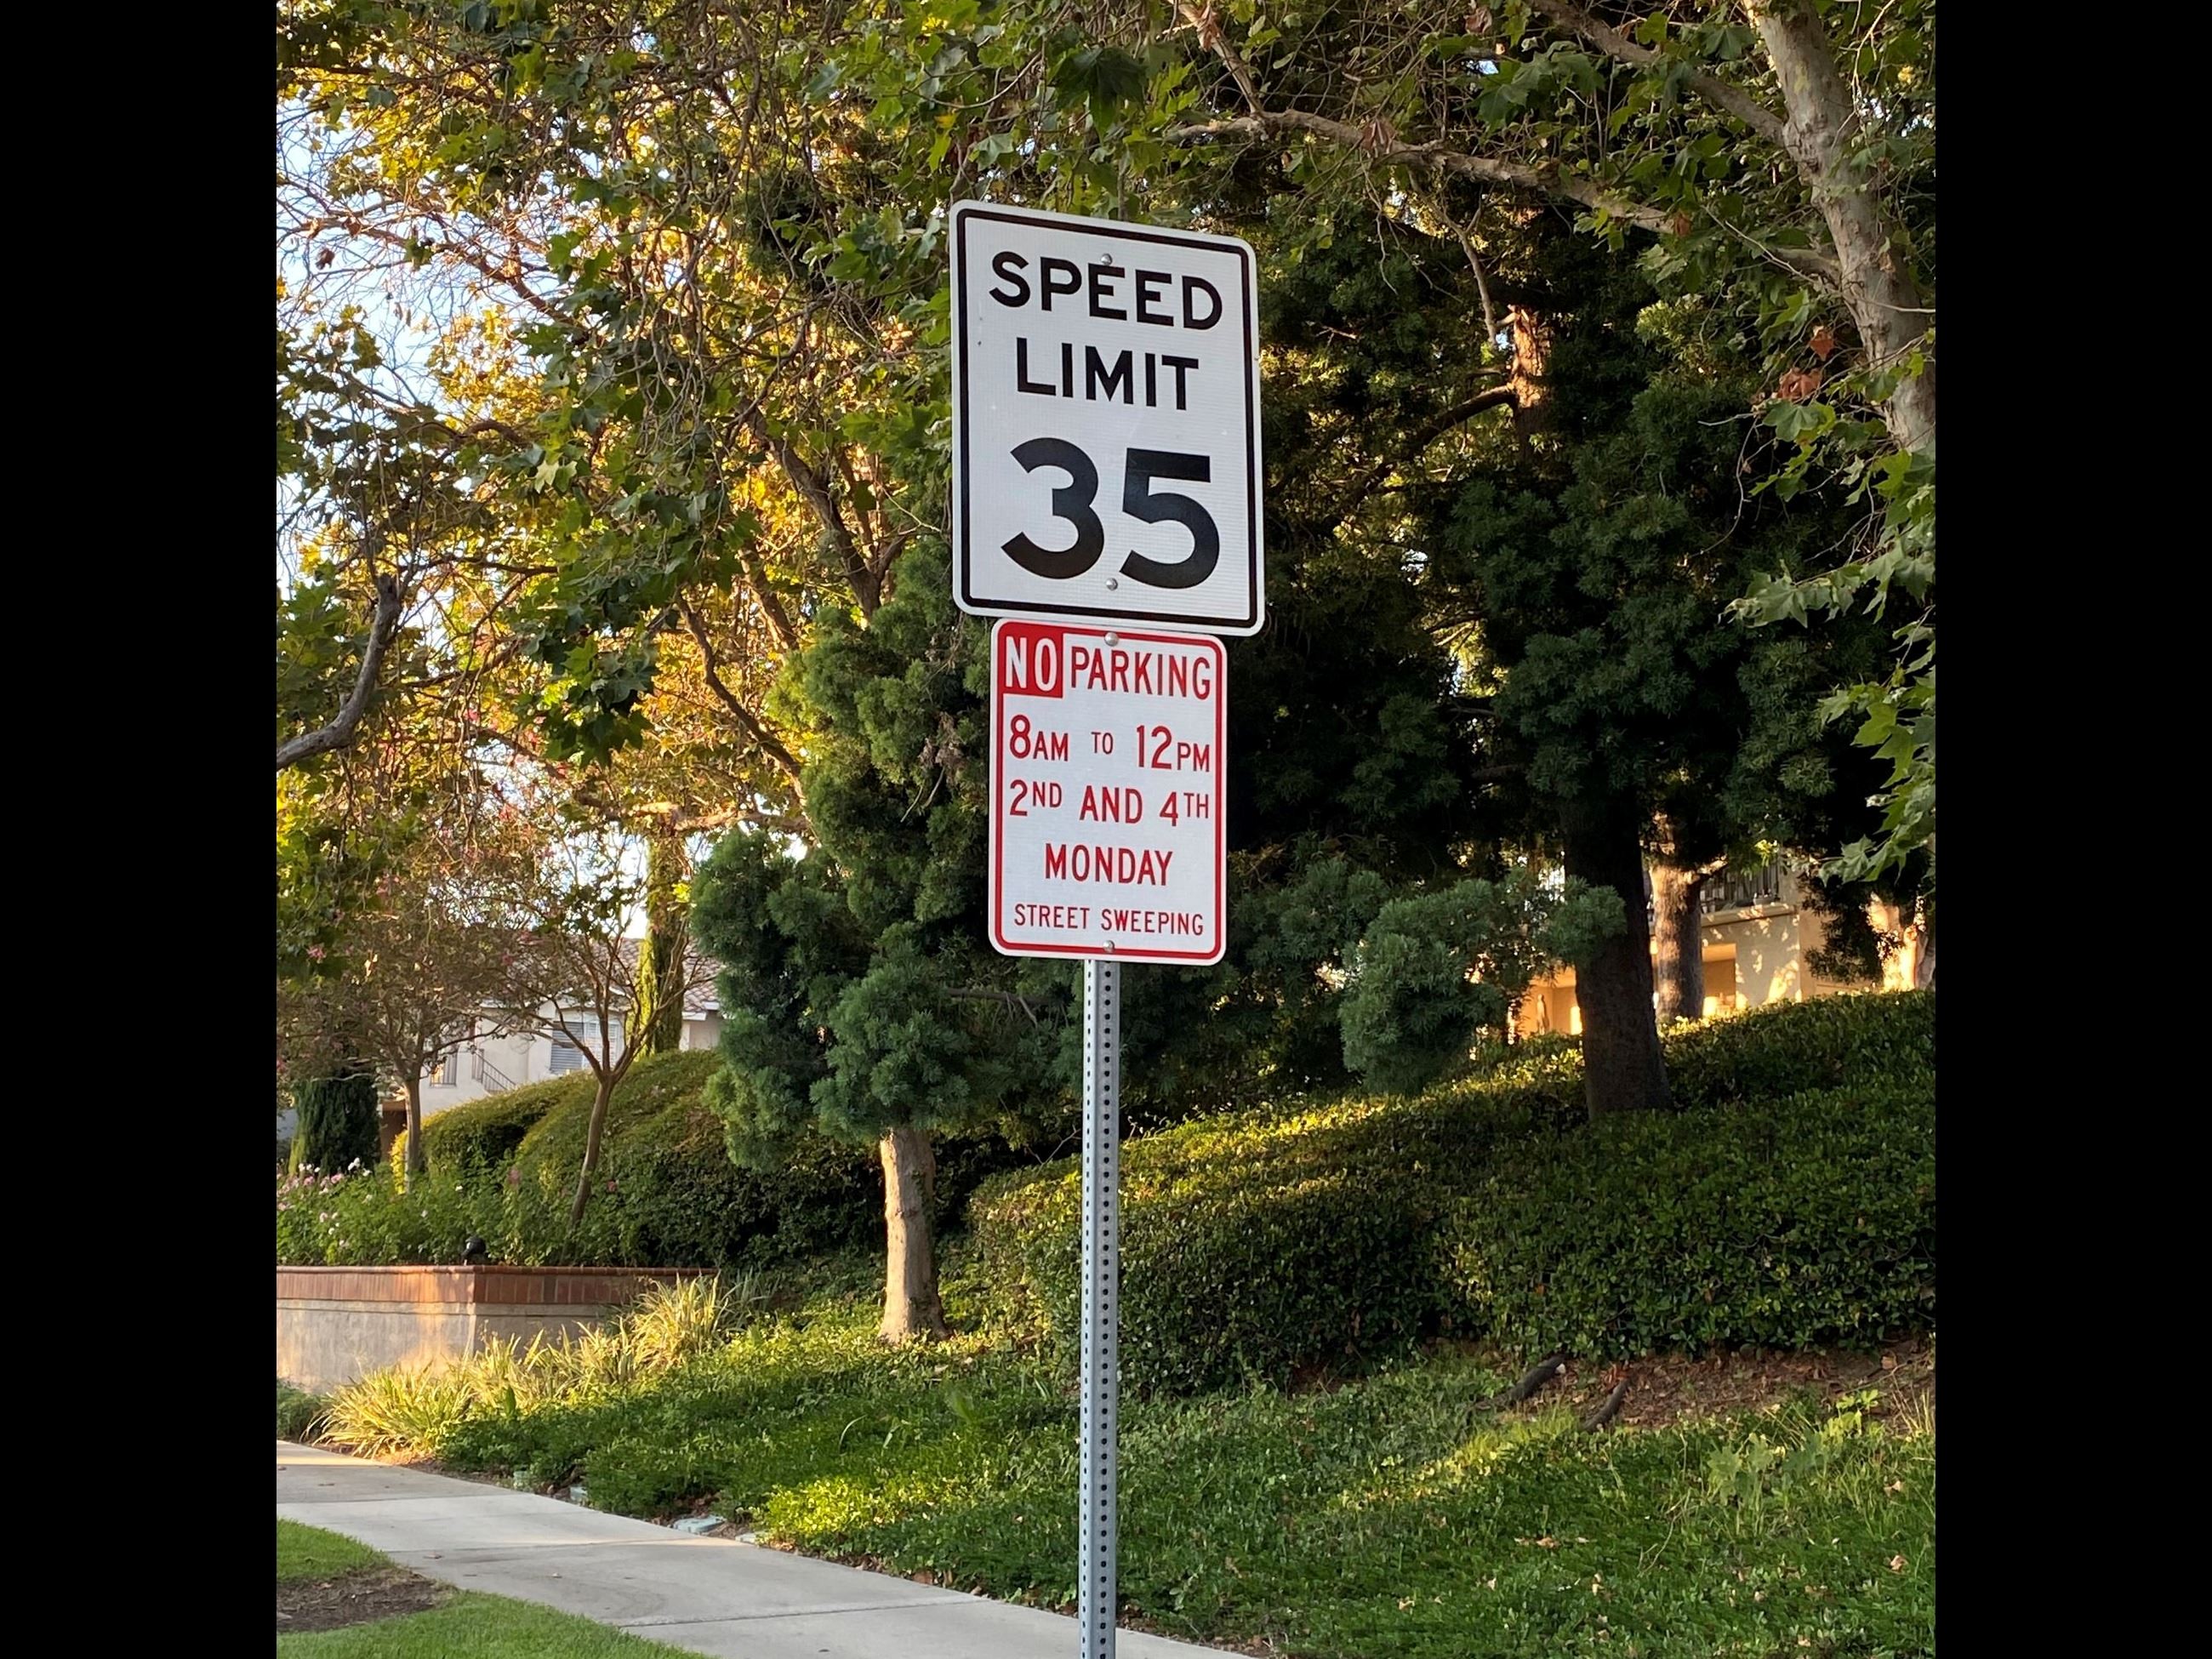 SPEED
LIMIT
35
NO PARKING
8AM TO 12PM
2ND AND 4TH
MONDAY
STREET SWEEPING